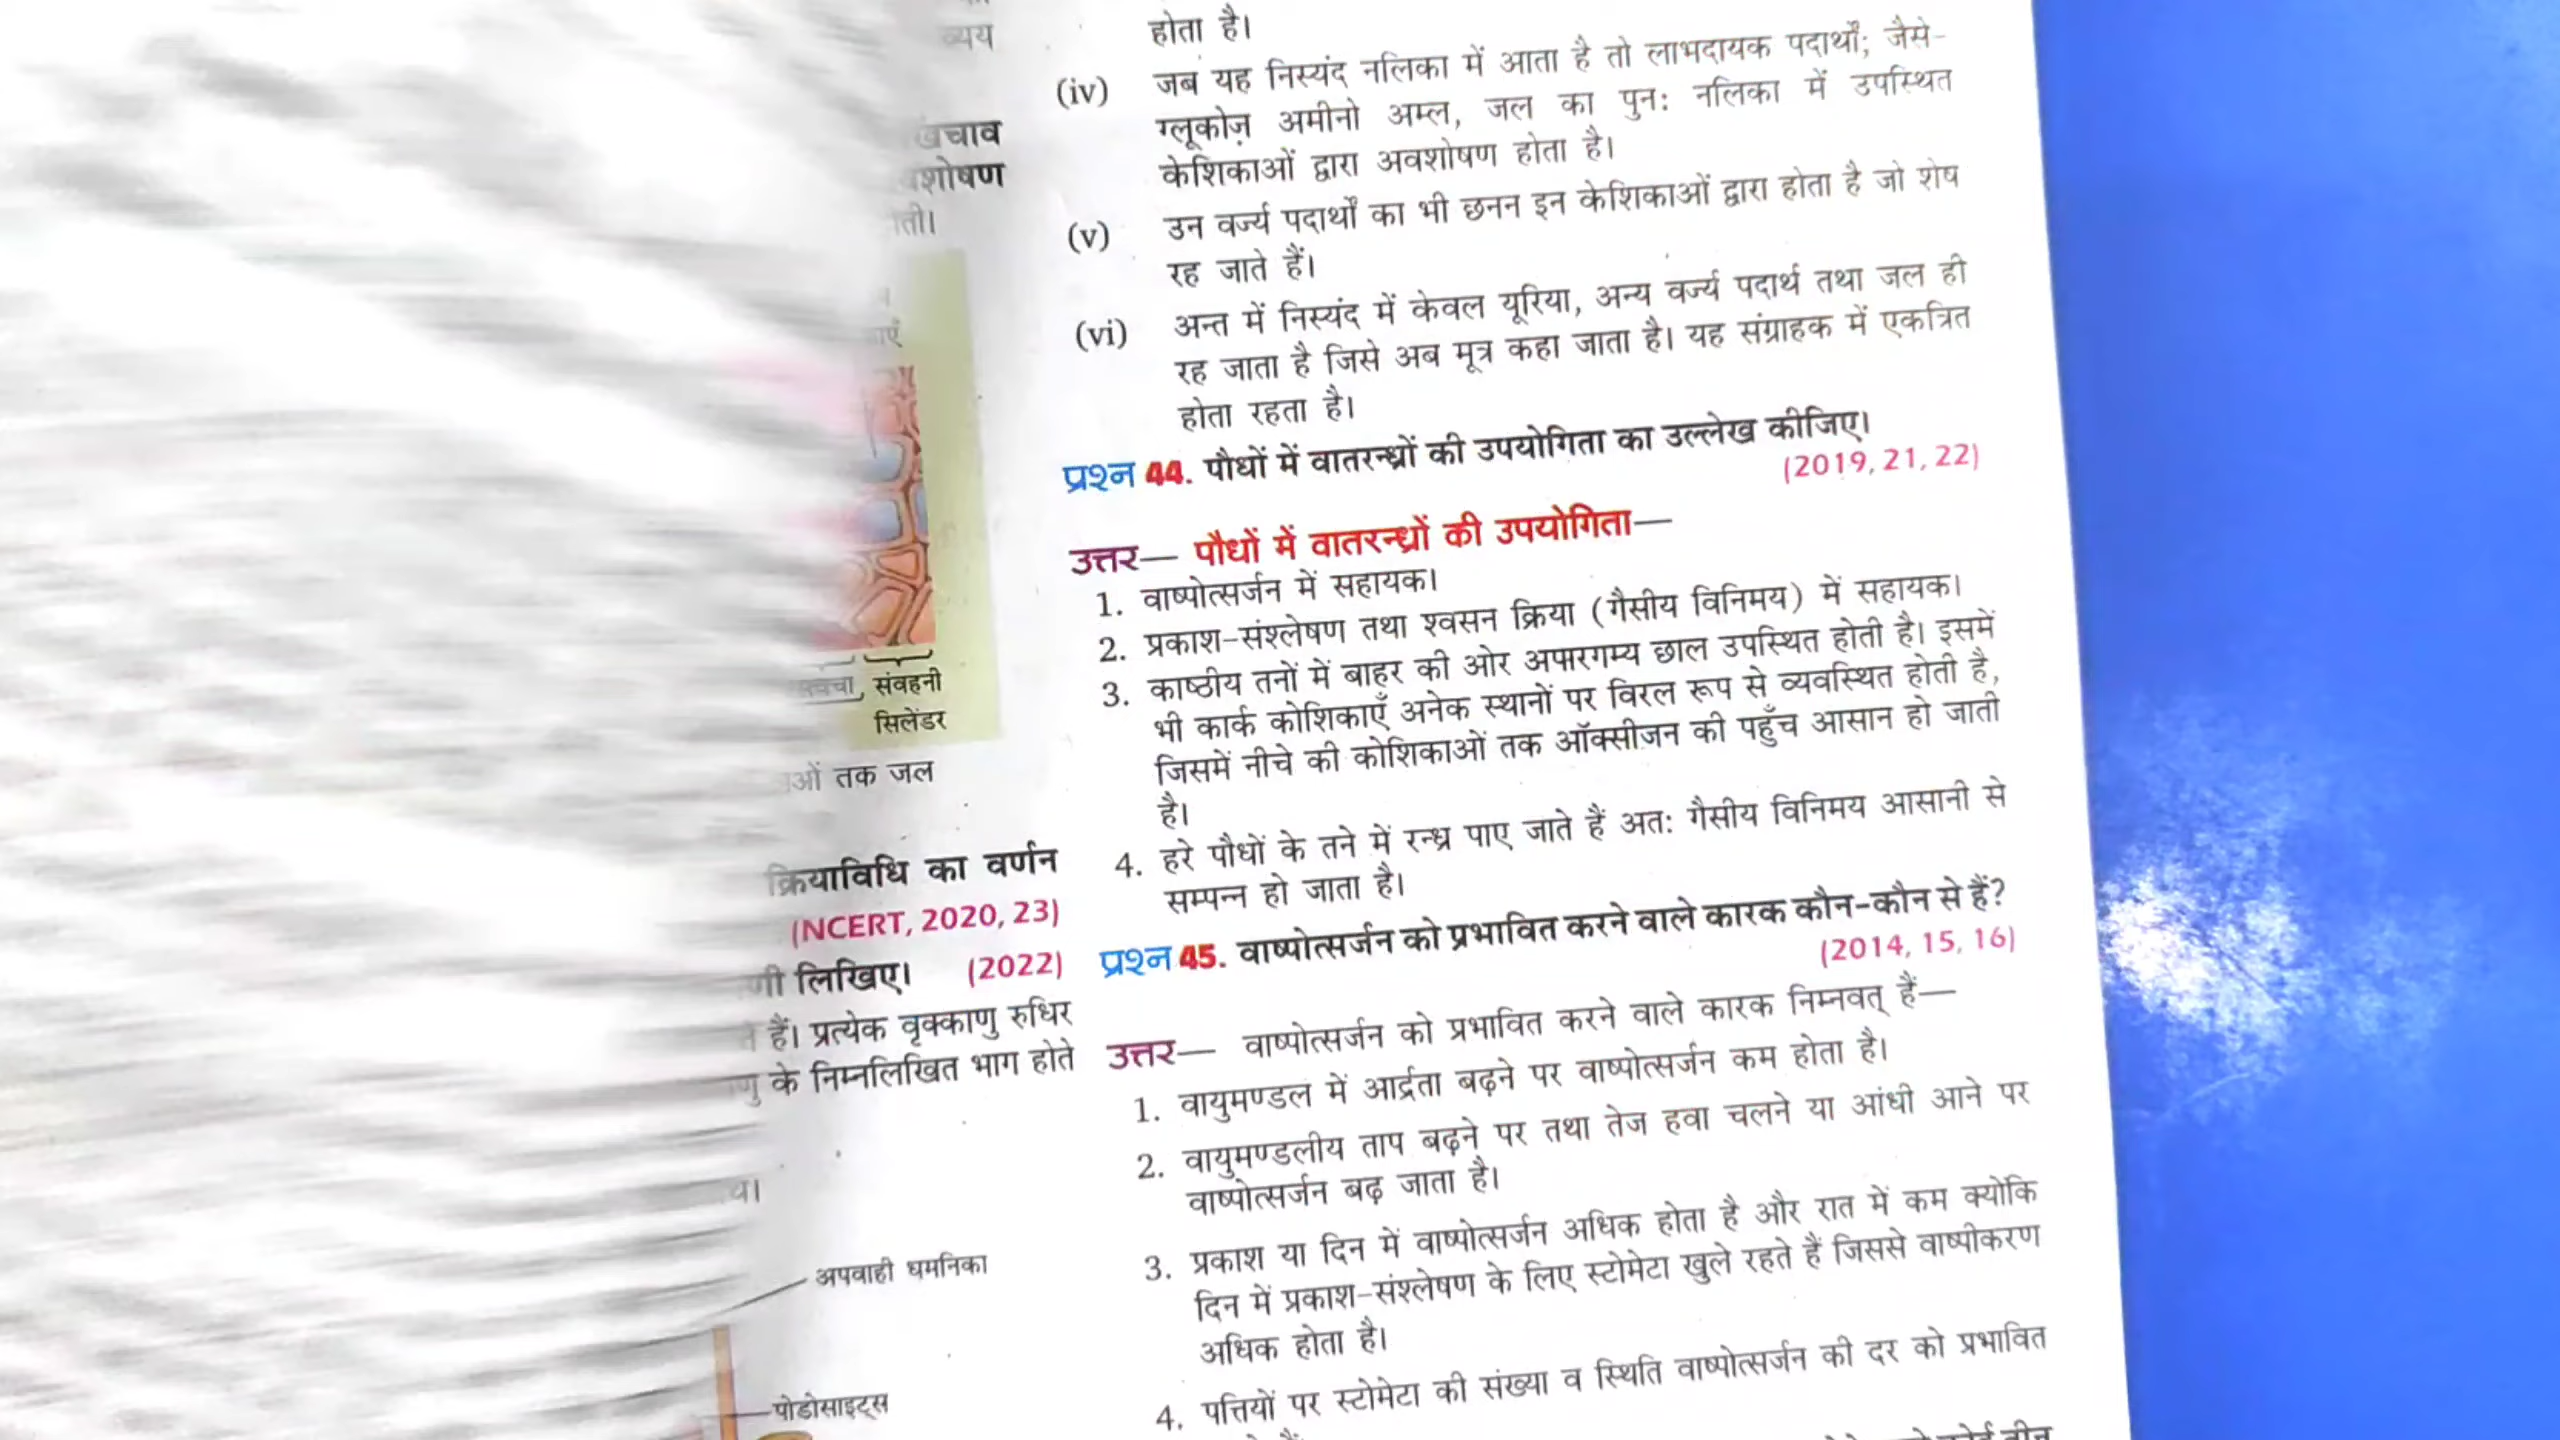 व्यय
खिंचाव
वशोषण
संवहनी
सिलेंडर
तक जल
क्रियाविधि का वर्णन
(NCERT, 2020, 23)
लिखिए। (2022)
हैं। प्रत्येक वृक्काणु रुधिर
के निम्नलिखित भाग होते
अपवाही धमनिका
पोडोसाइट्स
होता है।
(iv) जब यह निस्यंद नलिका में आता है तो लाभदायक पदार्थों; जैसे-
ग्लूकोज़ अमीनो अम्ल, जल का पुन: नलिका में उपस्थित
केशिकाओं द्वारा अवशोषण होता है।
(v) उन वर्ज्य पदार्थों का भी छनन इन केशिकाओं द्वारा होता है जो शेष
रह जाते हैं।
(vi) अन्त में निस्यंद में केवल यूरिया, अन्य वर्ज्य पदार्थ तथा जल ही
रह जाता है जिसे अब मूत्र कहा जाता है। यह संग्राहक में एकत्रित
होता रहता है।
प्रश्न 44. पौधों में वातरन्ध्रों की उपयोगिता का उल्लेख कीजिए।
(2019, 21, 22)
उत्तर— पौधों में वातरन्ध्रों की उपयोगिता—
1. वाष्पोत्सर्जन में सहायक।
2. प्रकाश-संश्लेषण तथा श्वसन क्रिया (गैसीय विनिमय) में सहायक।
3. काष्ठीय तनों में बाहर की ओर अपारगम्य छाल उपस्थित होती है। इसमें
भी कार्क कोशिकाएँ अनेक स्थानों पर विरल रूप से व्यवस्थित होती है,
जिसमें नीचे की कोशिकाओं तक ऑक्सीजन की पहुँच आसान हो जाती
है।
4. हरे पौधों के तने में रन्ध्र पाए जाते हैं अत: गैसीय विनिमय आसानी से
सम्पन्न हो जाता है।
प्रश्न 45. वाष्पोत्सर्जन को प्रभावित करने वाले कारक कौन-कौन से हैं?
(2014, 15, 16)
उत्तर— वाष्पोत्सर्जन को प्रभावित करने वाले कारक निम्नवत् हैं—
1. वायुमण्डल में आर्द्रता बढ़ने पर वाष्पोत्सर्जन कम होता है।
2. वायुमण्डलीय ताप बढ़ने पर तथा तेज हवा चलने या आंधी आने पर
वाष्पोत्सर्जन बढ़ जाता है।
3. प्रकाश या दिन में वाष्पोत्सर्जन अधिक होता है और रात में कम क्योंकि
दिन में प्रकाश-संश्लेषण के लिए स्टोमेटा खुले रहते हैं जिससे वाष्पीकरण
अधिक होता है।
4. पत्तियों पर स्टोमेटा की संख्या व स्थिति वाष्पोत्सर्जन की दर को प्रभावित